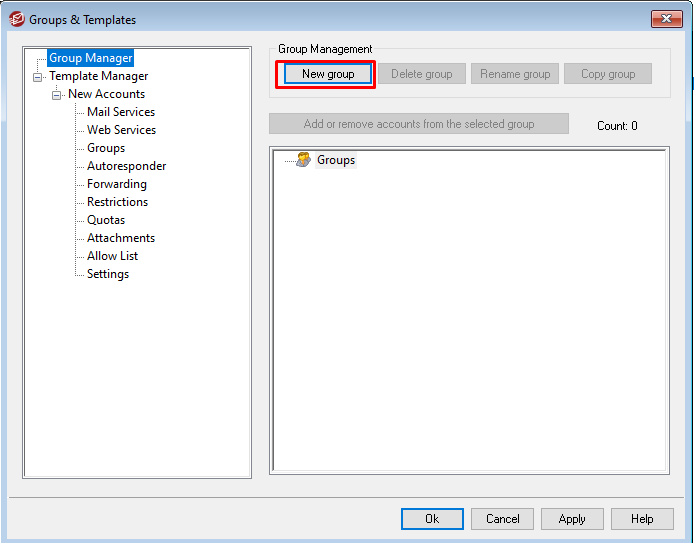 Groups & Templates
Group Manager
Template Manager
New Accounts
Mail Services
Web Services
Groups
Autoresponder
Forwarding
Restrictions
Quotas
Attachments
Allow List
Settings
Group Management
New group Delete group Rename group Copy group
Add or remove accounts from the selected group Count: 0
Groups
Ok Cancel Apply Help